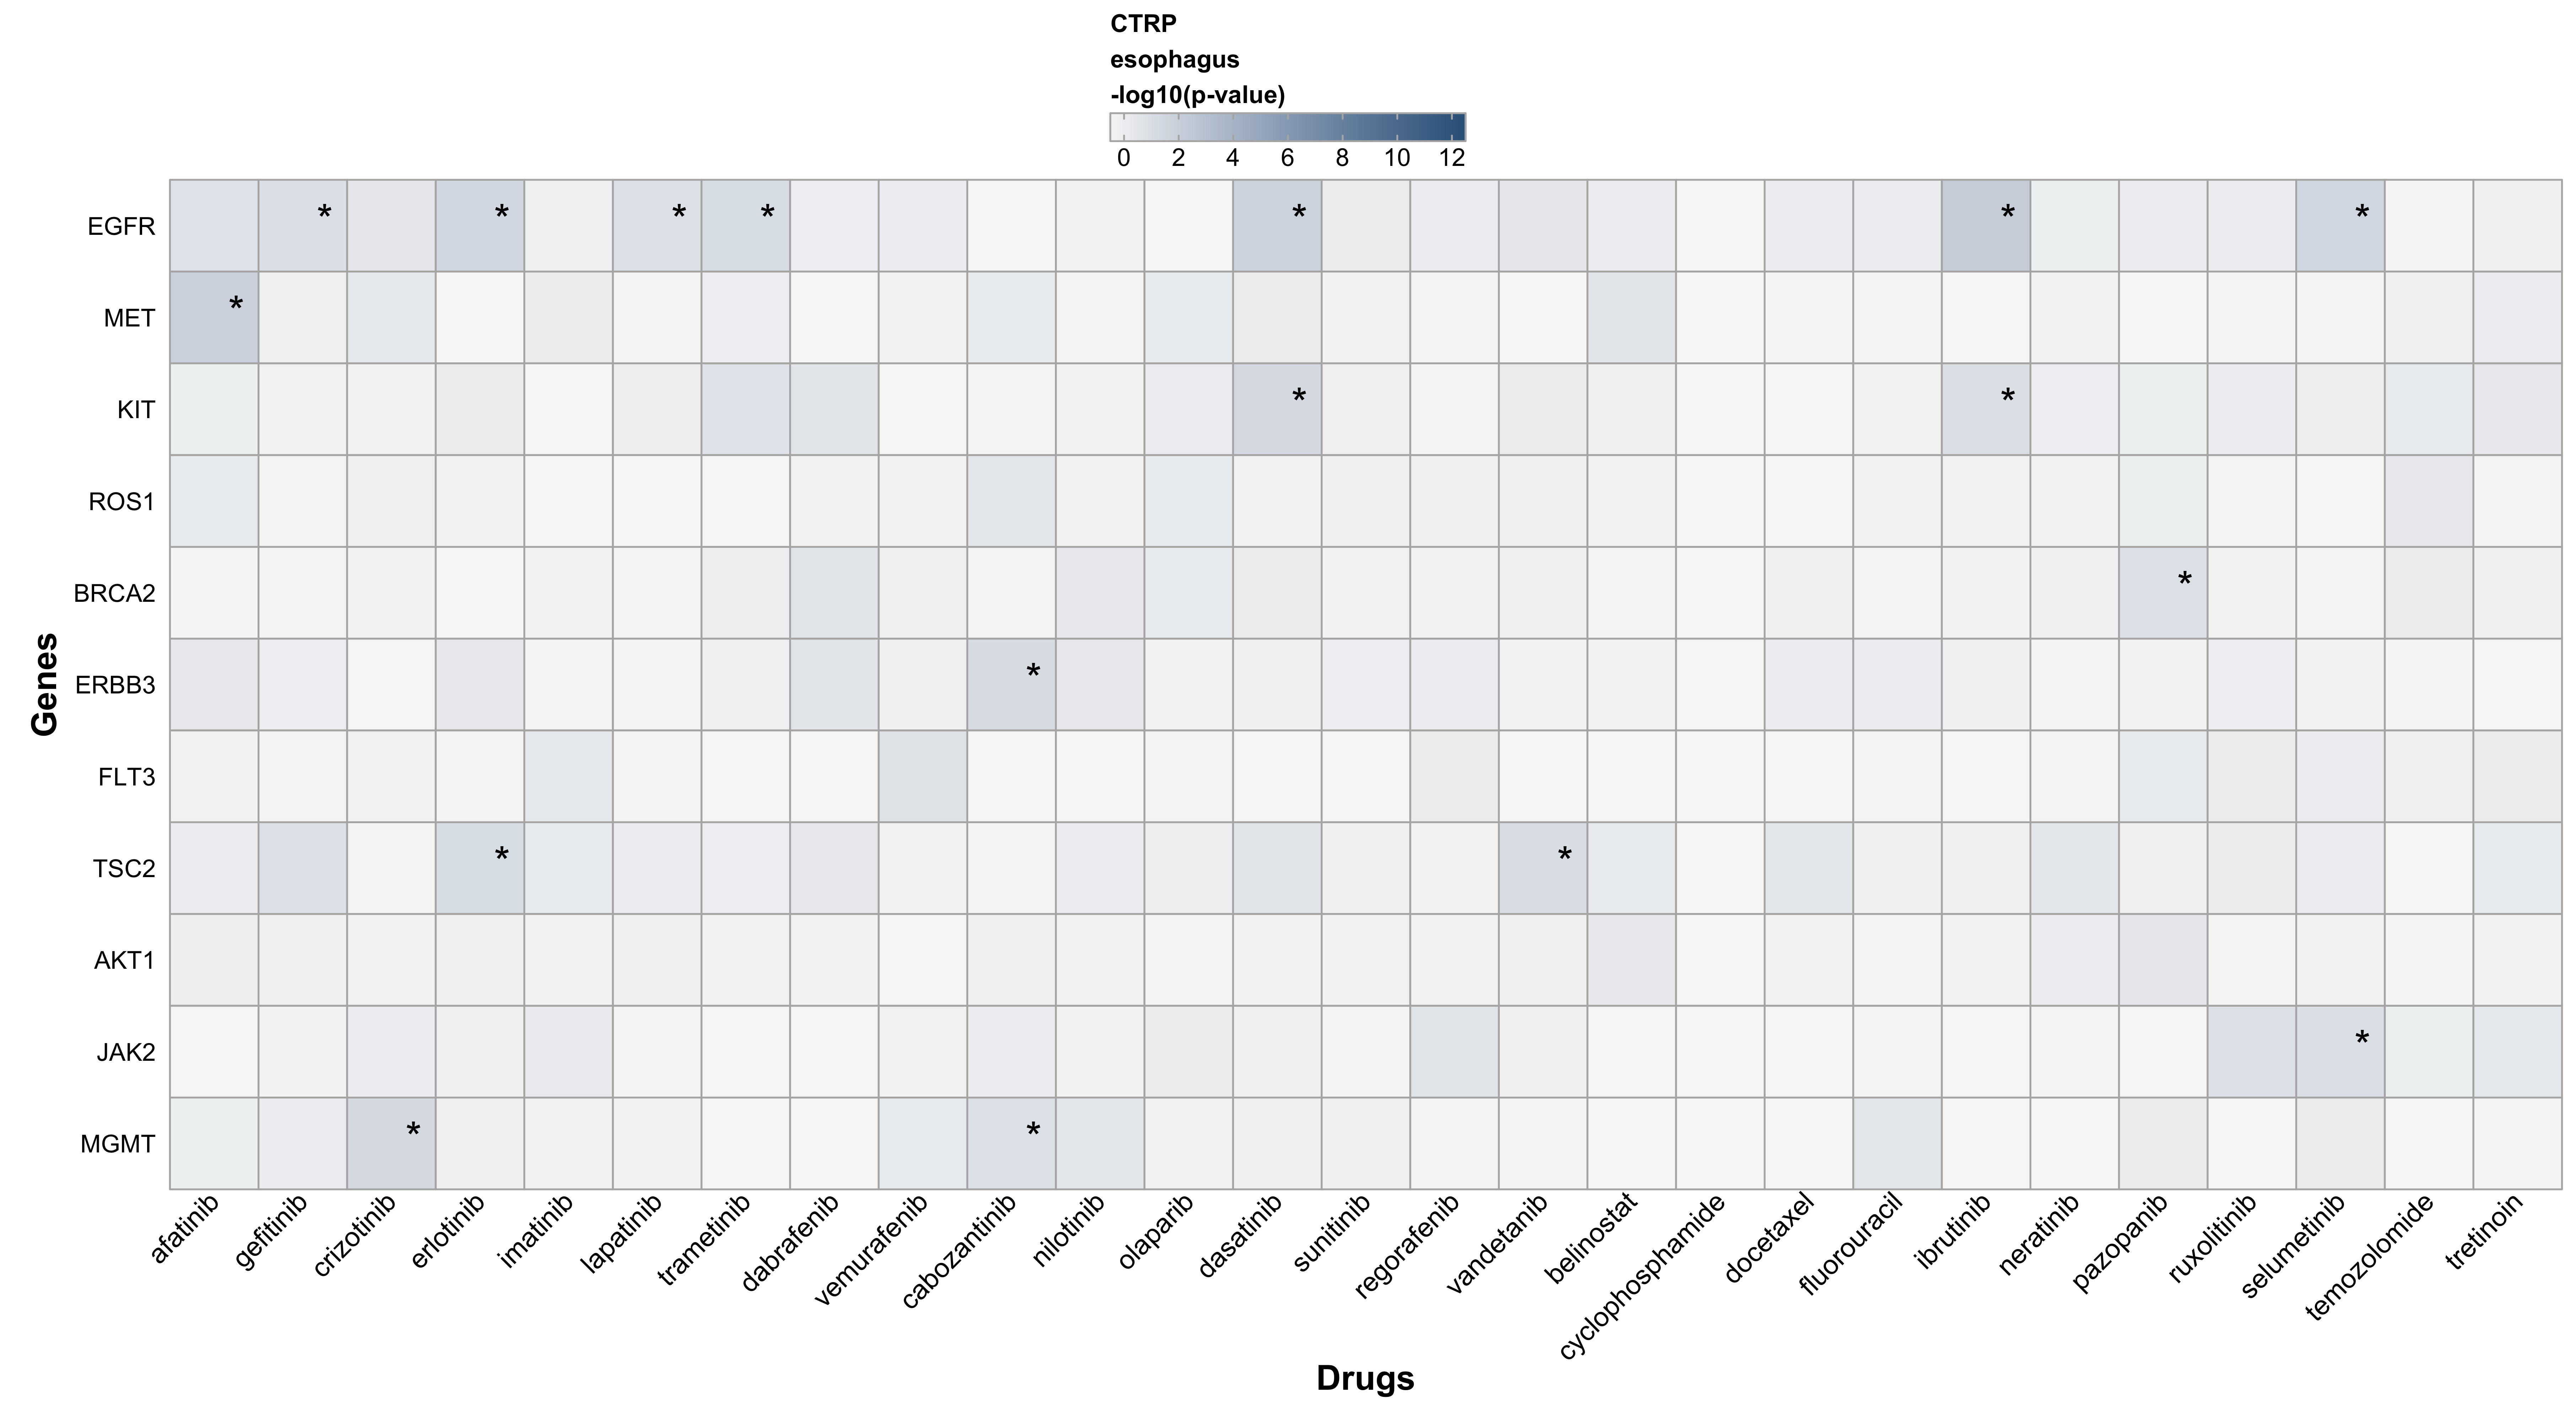 CTRP
esophagus
-log10(p-value)
0 2 4 6 8 10 12
EGFR * * * * * * *
MET *
KIT * *
ROS1
BRCA2 *
ERBB3 *
FLT3
TSC2 * *
AKT1
JAK2 *
MGMT * *
Genes
afatinib gefitinib crizotinib erlotinib imatinib lapatinib trametinib dabrafenib vemurafenib cabozantinib nilotinib olaparib dasatinib sunitinib regorafenib vandetanib belinostat cyclophosphamide docetaxel fluorouracil ibrutinib neratinib pazopanib ruxolitinib selumetinib temozolomide tretinoin
Drugs